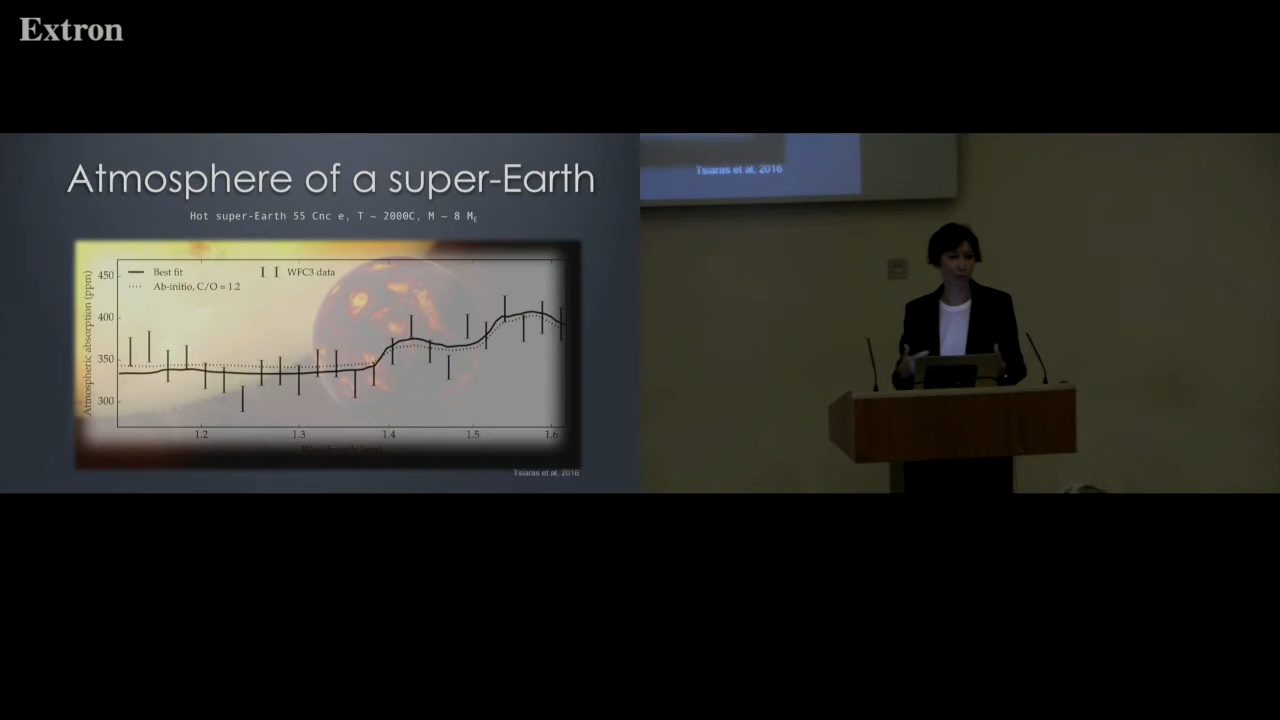 Extron
Atmosphere of a super-Earth
Hot super-Earth 55 Cnc e, T ~ 2000C, M ~ 8 M_E
Best fit
WFC3 data
Ab-initio, C/O = 1.2
Atmospheric absorption (ppm)
450
400
350
300
1.2
1.3
1.4
1.5
1.6
Wavelength (μm)
Tsiaras et al, 2016
Tsiaras et al, 2016